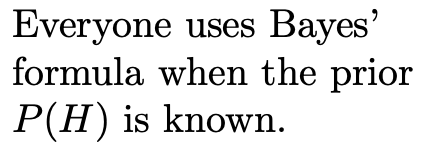 Everyone uses Bayes’
formula when the prior
P(H) is known.